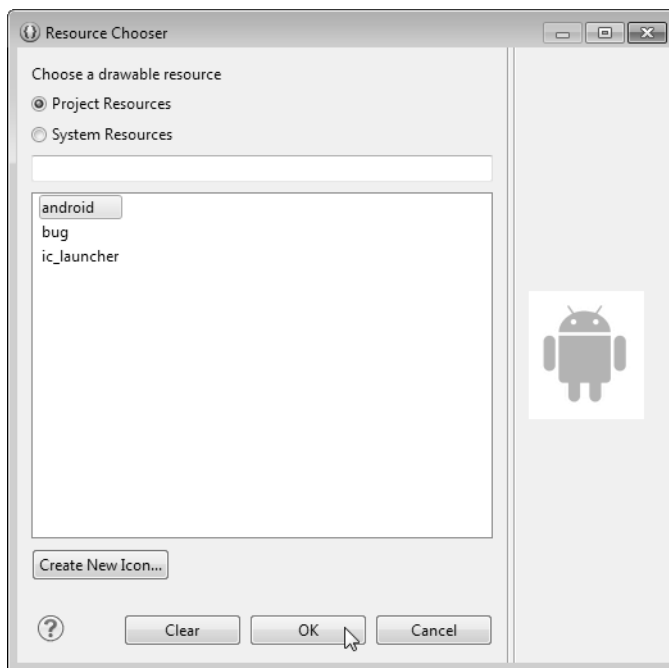 Resource Chooser
Choose a drawable resource
Project Resources
System Resources
android
bug
ic_launcher
Create New Icon...
? Clear OK Cancel